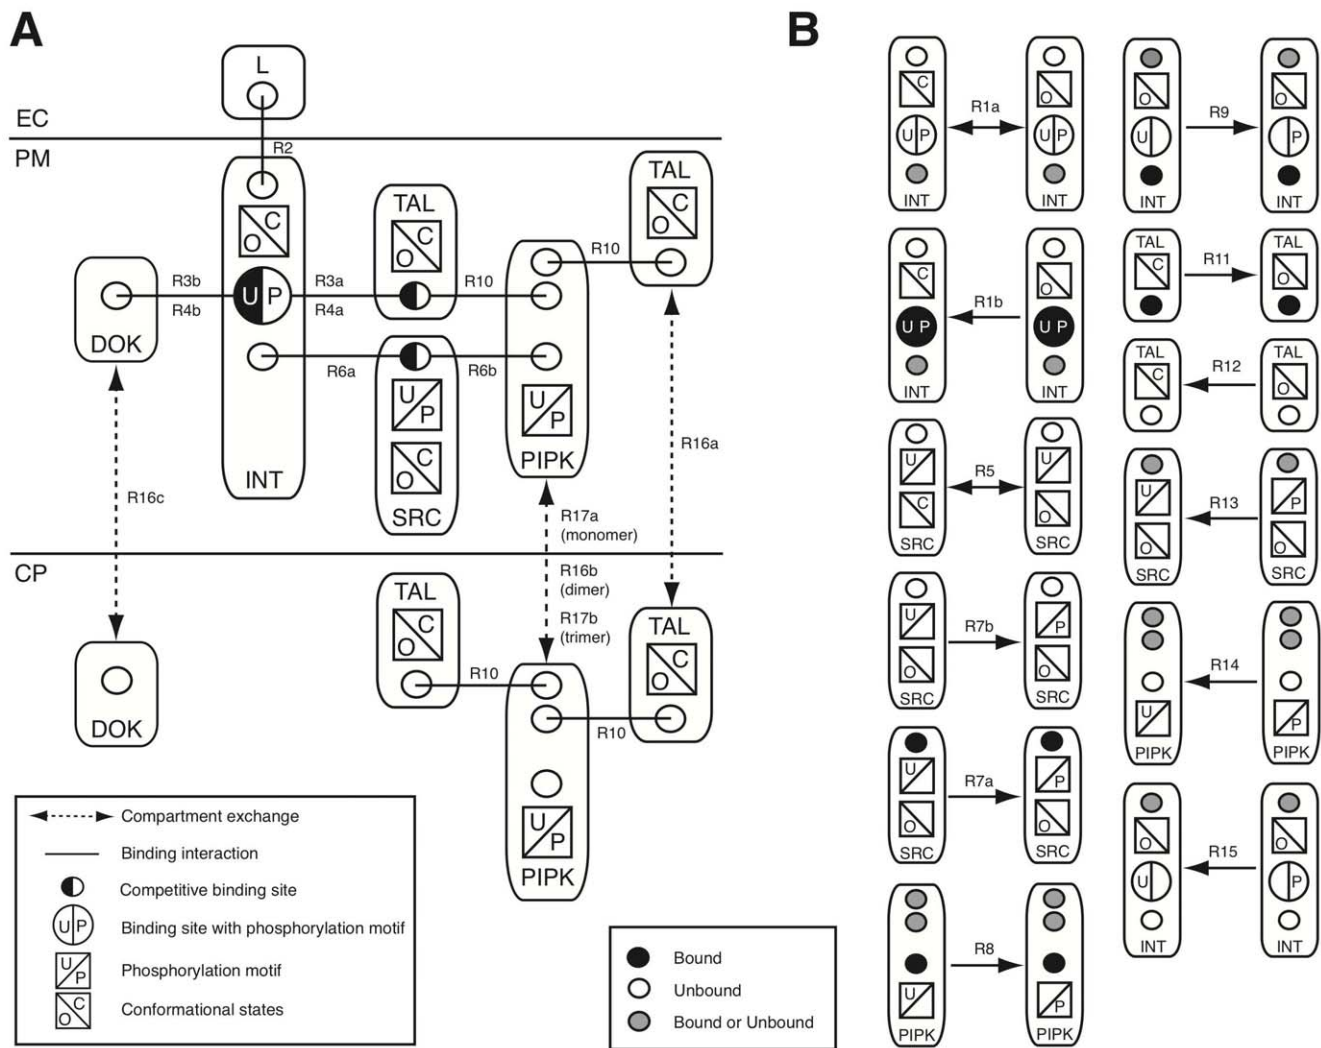 A
L
EC
R2
PM
TAL
C
O
TAL
C
O
C
O
R10
R3b
U P
R3a
R10
R4b
R4a
DOK
R6a
R6b
U
P
U
P
R16a
C
O
INT
PIPK
SRC
R16c
R17a
(monomer)
CP
R16b
(dimer)
TAL
C
O
R17b
(trimer)
TAL
C
O
R10
DOK
R10
U
P
PIPK
Compartment exchange
Binding interaction
Competitive binding site
U P
Binding site with phosphorylation motif
U
P
Phosphorylation motif
C
O
Conformational states
Bound
Unbound
Bound or Unbound
B
C
U P
INT
R1a
O
U P
INT
C
U P
INT
R1b
O
U P
INT
U
C
SRC
R5
U
O
SRC
U
O
SRC
R7b
P
O
SRC
U
O
SRC
R7a
P
O
SRC
U
PIPK
R8
P
PIPK
O
U
INT
R9
O
P
INT
TAL
C
R11
TAL
O
TAL
C
R12
TAL
O
U
O
SRC
R13
P
O
SRC
U
PIPK
R14
P
PIPK
O
U
INT
R15
O
P
INT